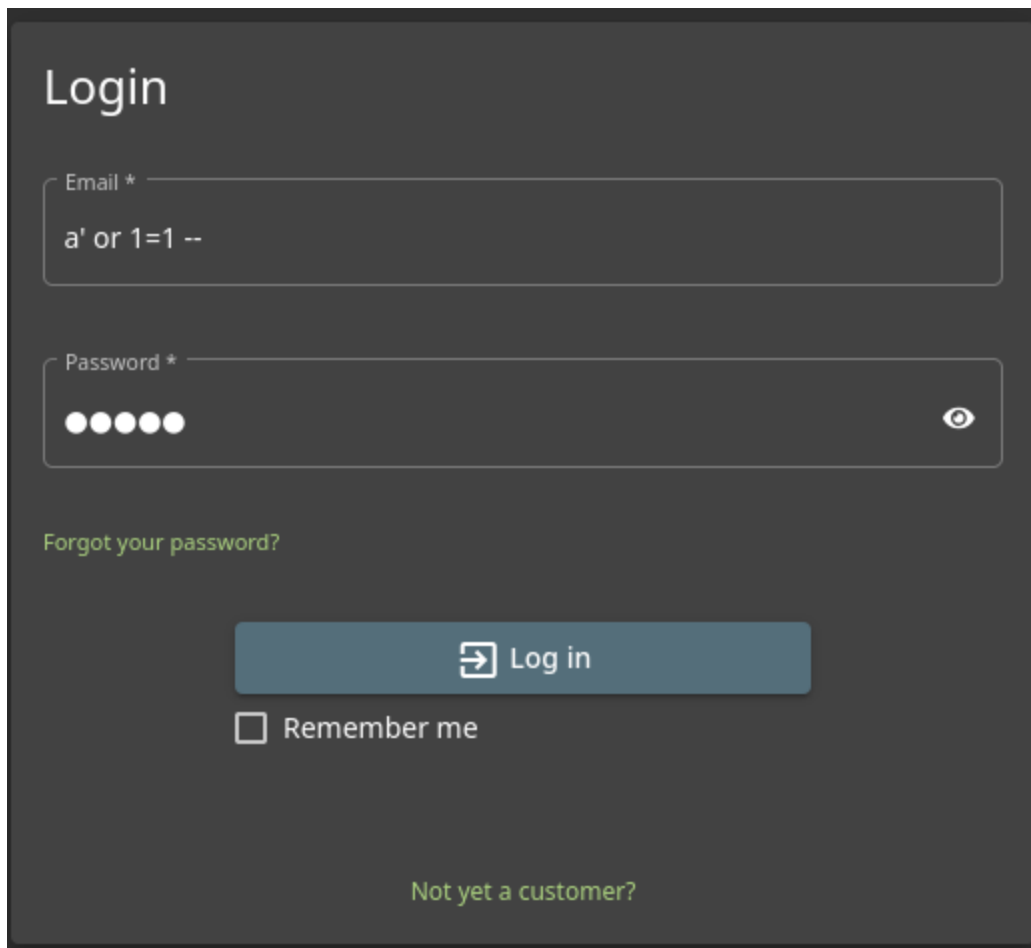 Login
Email *
a' or 1=1 --
Password *
●●●●●
Forgot your password?
Log in
Remember me
Not yet a customer?